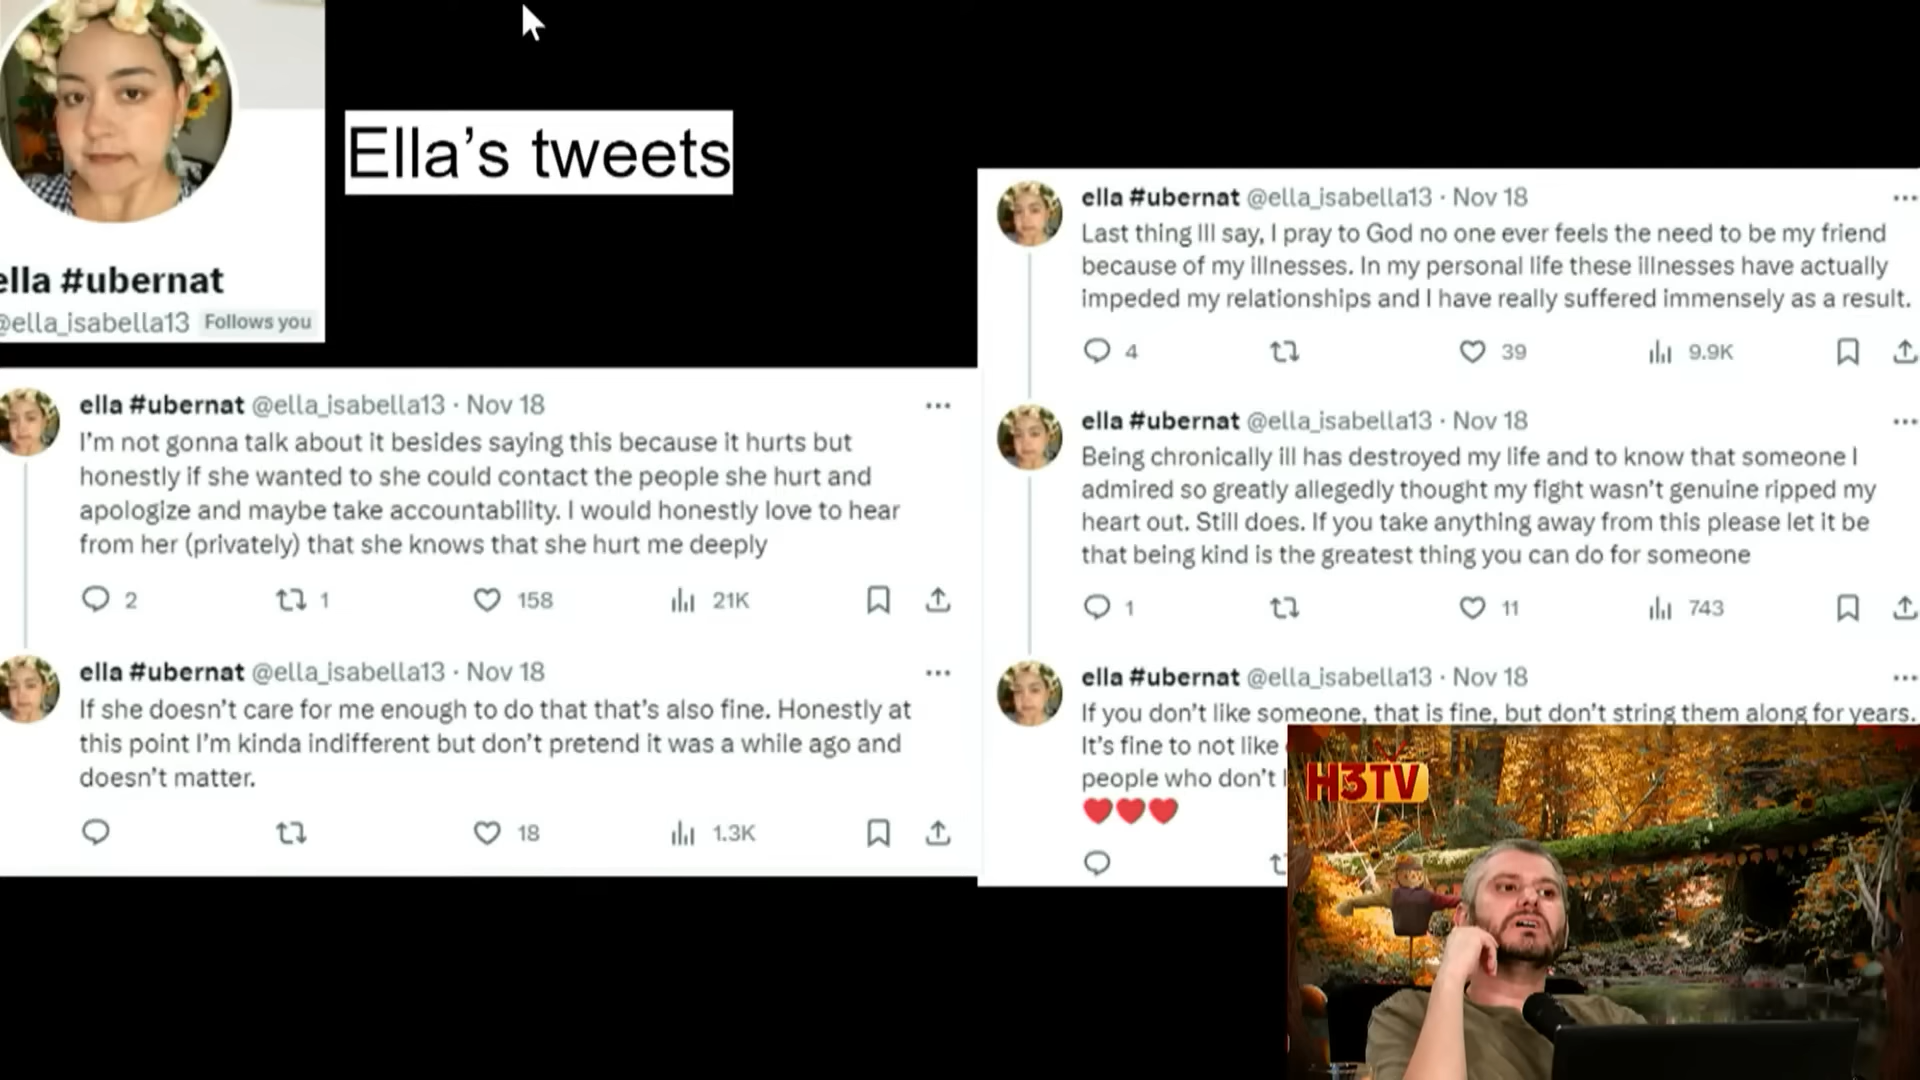 Ella’s tweets
ella #ubernat
@ella_isabella13 Follows you
ella #ubernat @ella_isabella13 · Nov 18
I’m not gonna talk about it besides saying this because it hurts but
honestly if she wanted to she could contact the people she hurt and
apologize and maybe take accountability. I would honestly love to hear
from her (privately) that she knows that she hurt me deeply
2 1 158 21K
ella #ubernat @ella_isabella13 · Nov 18
If she doesn’t care for me enough to do that that’s also fine. Honestly at
this point I’m kinda indifferent but don’t pretend it was a while ago and
doesn’t matter.
18 1.3K
ella #ubernat @ella_isabella13 · Nov 18
Last thing Ill say, I pray to God no one ever feels the need to be my friend
because of my illnesses. In my personal life these illnesses have actually
impeded my relationships and I have really suffered immensely as a result.
4 39 9.9K
ella #ubernat @ella_isabella13 · Nov 18
Being chronically ill has destroyed my life and to know that someone I
admired so greatly allegedly thought my fight wasn’t genuine ripped my
heart out. Still does. If you take anything away from this please let it be
that being kind is the greatest thing you can do for someone
1 11 743
ella #ubernat @ella_isabella13 · Nov 18
If you don’t like someone, that is fine, but don’t string them along for years.
It’s fine to not like
people who don’t
❤️❤️❤️
H3TV